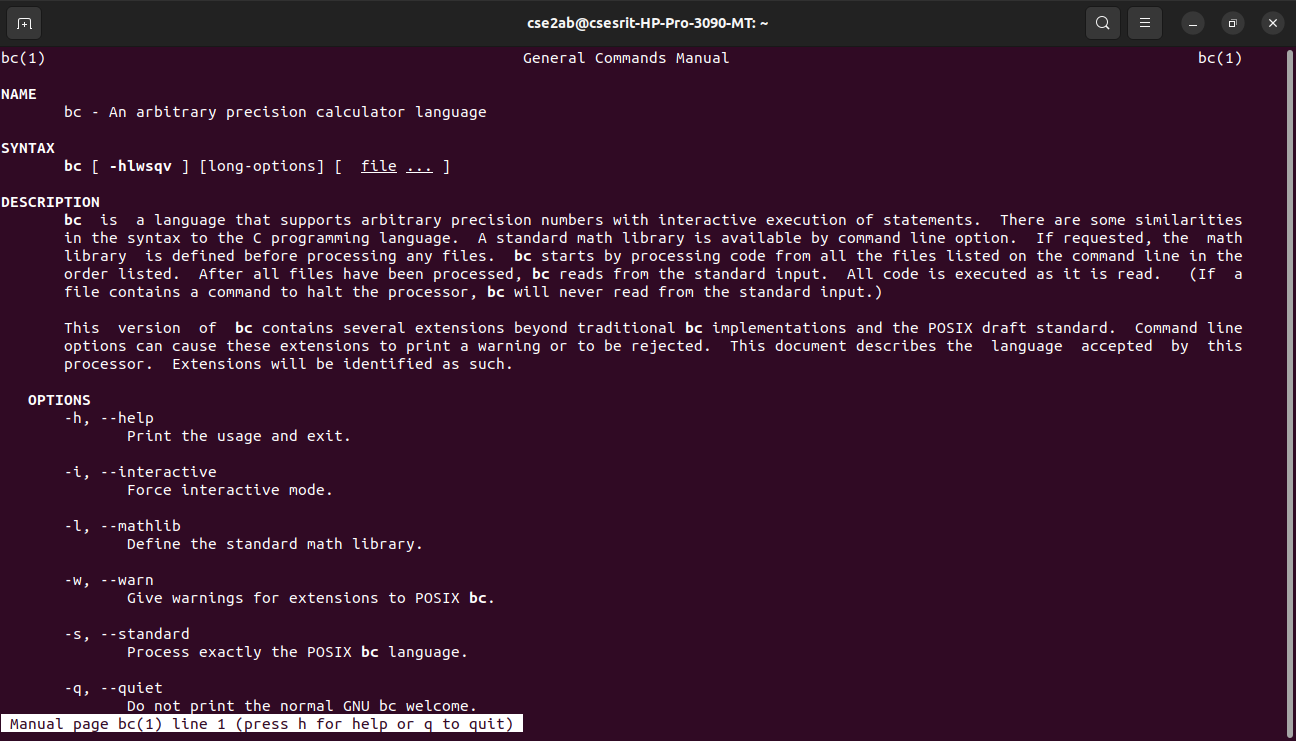 cse2ab@csesrit-HP-Pro-3090-MT: ~
bc(1) General Commands Manual bc(1)
NAME
bc - An arbitrary precision calculator language
SYNTAX
bc [ -hlwsqv ] [long-options] [ file ... ]
DESCRIPTION
bc is a language that supports arbitrary precision numbers with interactive execution of statements. There are some similarities
in the syntax to the C programming language. A standard math library is available by command line option. If requested, the math
library is defined before processing any files. bc starts by processing code from all the files listed on the command line in the
order listed. After all files have been processed, bc reads from the standard input. All code is executed as it is read. (If a
file contains a command to halt the processor, bc will never read from the standard input.)
This version of bc contains several extensions beyond traditional bc implementations and the POSIX draft standard. Command line
options can cause these extensions to print a warning or to be rejected. This document describes the language accepted by this
processor. Extensions will be identified as such.
OPTIONS
-h, --help
Print the usage and exit.
-i, --interactive
Force interactive mode.
-l, --mathlib
Define the standard math library.
-w, --warn
Give warnings for extensions to POSIX bc.
-s, --standard
Process exactly the POSIX bc language.
-q, --quiet
Do not print the normal GNU bc welcome.
Manual page bc(1) line 1 (press h for help or q to quit)